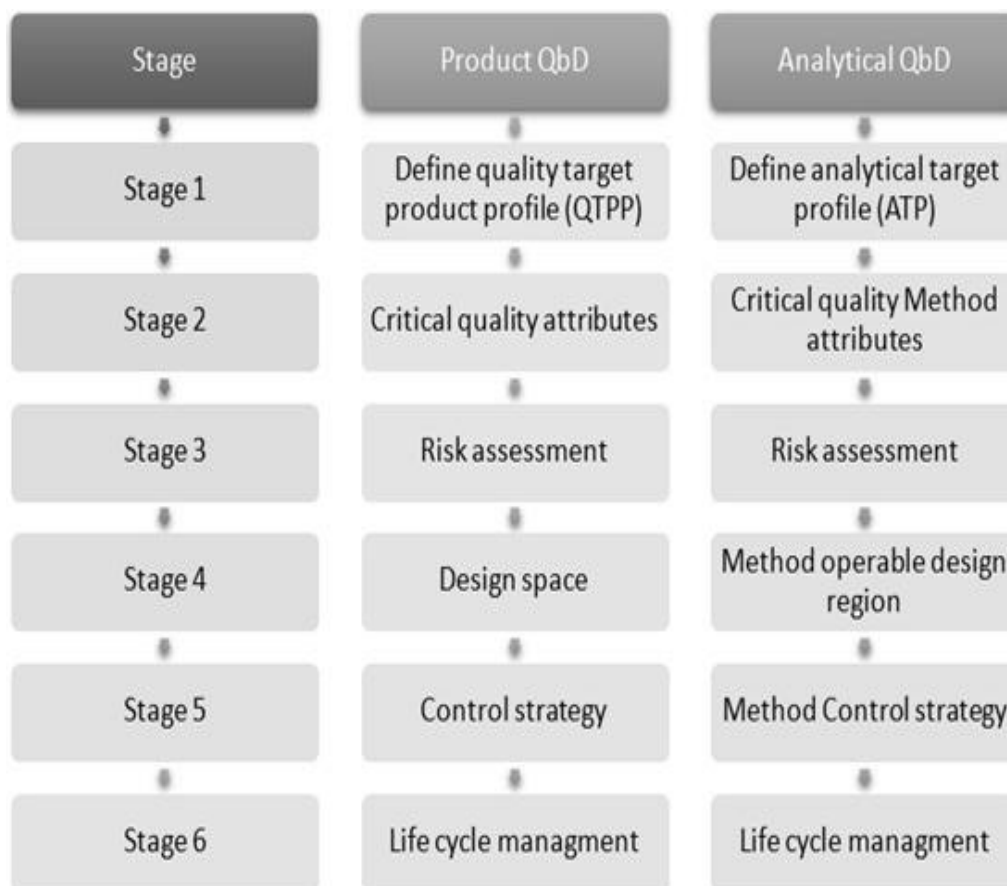 Stage
Product QbD
Analytical QbD
Stage 1
Define quality target
product profile (QTPP)
Define analytical target
profile (ATP)
Stage 2
Critical quality attributes
Critical quality Method
attributes
Stage 3
Risk assessment
Risk assessment
Stage 4
Design space
Method operable design
region
Stage 5
Control strategy
Method Control strategy
Stage 6
Life cycle managment
Life cycle managment